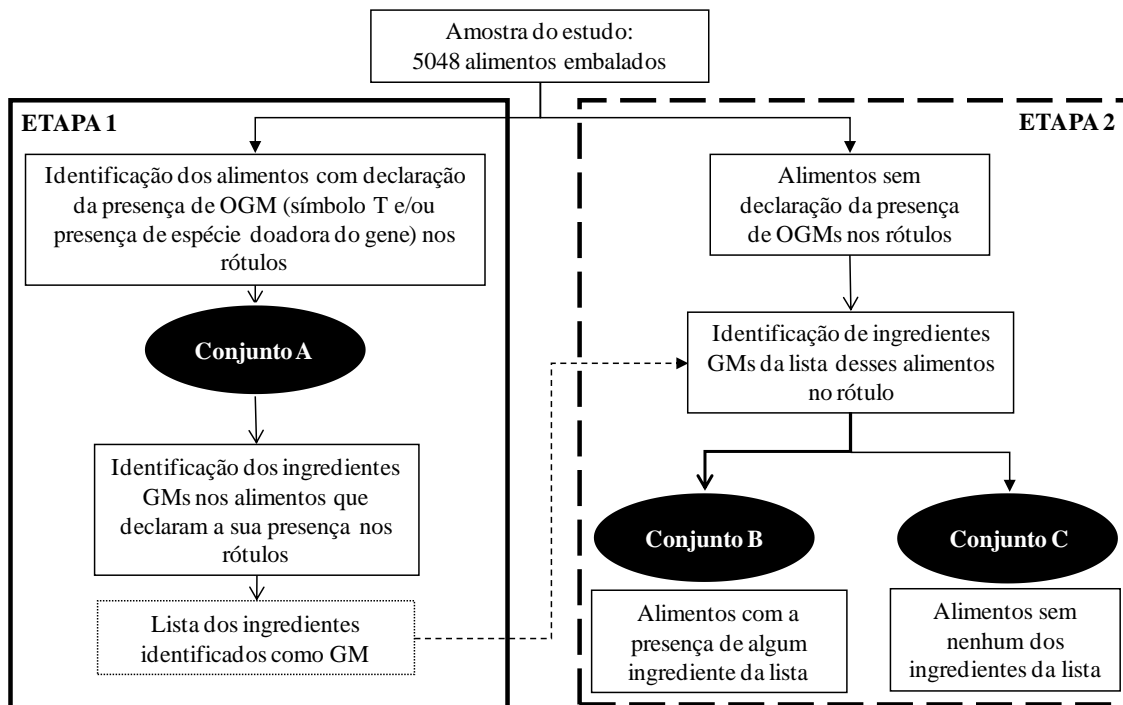 Amostra do estudo:
5048 alimentos embalados
ETAPA 1
Identificação dos alimentos com declaração
da presença de OGM (símbolo T e/ou
presença de espécie doadora do gene) nos
rótulos
Conjunto A
Identificação dos ingredientes
GMs nos alimentos que
declaram a sua presença nos
rótulos
Lista dos ingredientes
identificados como GM
ETAPA 2
Alimentos sem
declaração da presença
de OGMs nos rótulos
Identificação de ingredientes
GMs da lista desses alimentos
no rótulo
Conjunto B
Alimentos com a
presença de algum
ingrediente da lista
Conjunto C
Alimentos sem
nenhum dos
ingredientes da lista